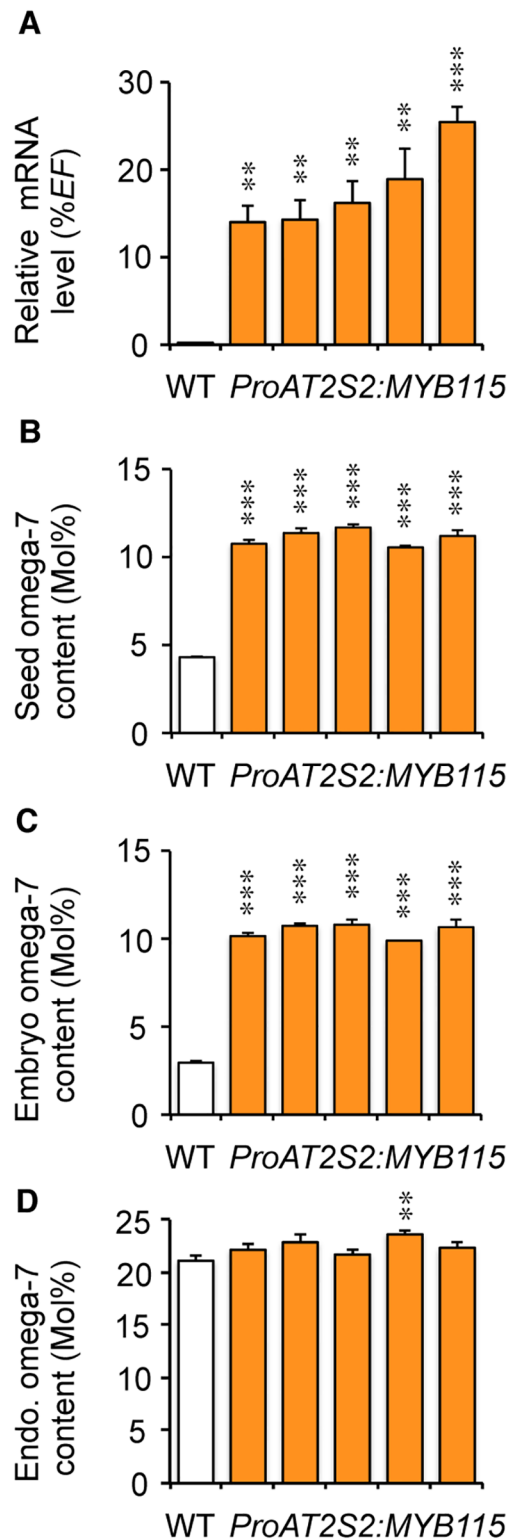 A
Relative mRNA
level (%EF)
30
20
10
0
**
**
**
**
***
WT ProAT2S2:MYB115
B
Seed omega-7
content (Mol%)
15
10
5
0
***
***
***
***
***
WT ProAT2S2:MYB115
C
Embryo omega-7
content (Mol%)
15
10
5
0
***
***
***
***
***
WT ProAT2S2:MYB115
D
Endo. omega-7
content (Mol%)
25
20
15
10
5
0
**
WT ProAT2S2:MYB115